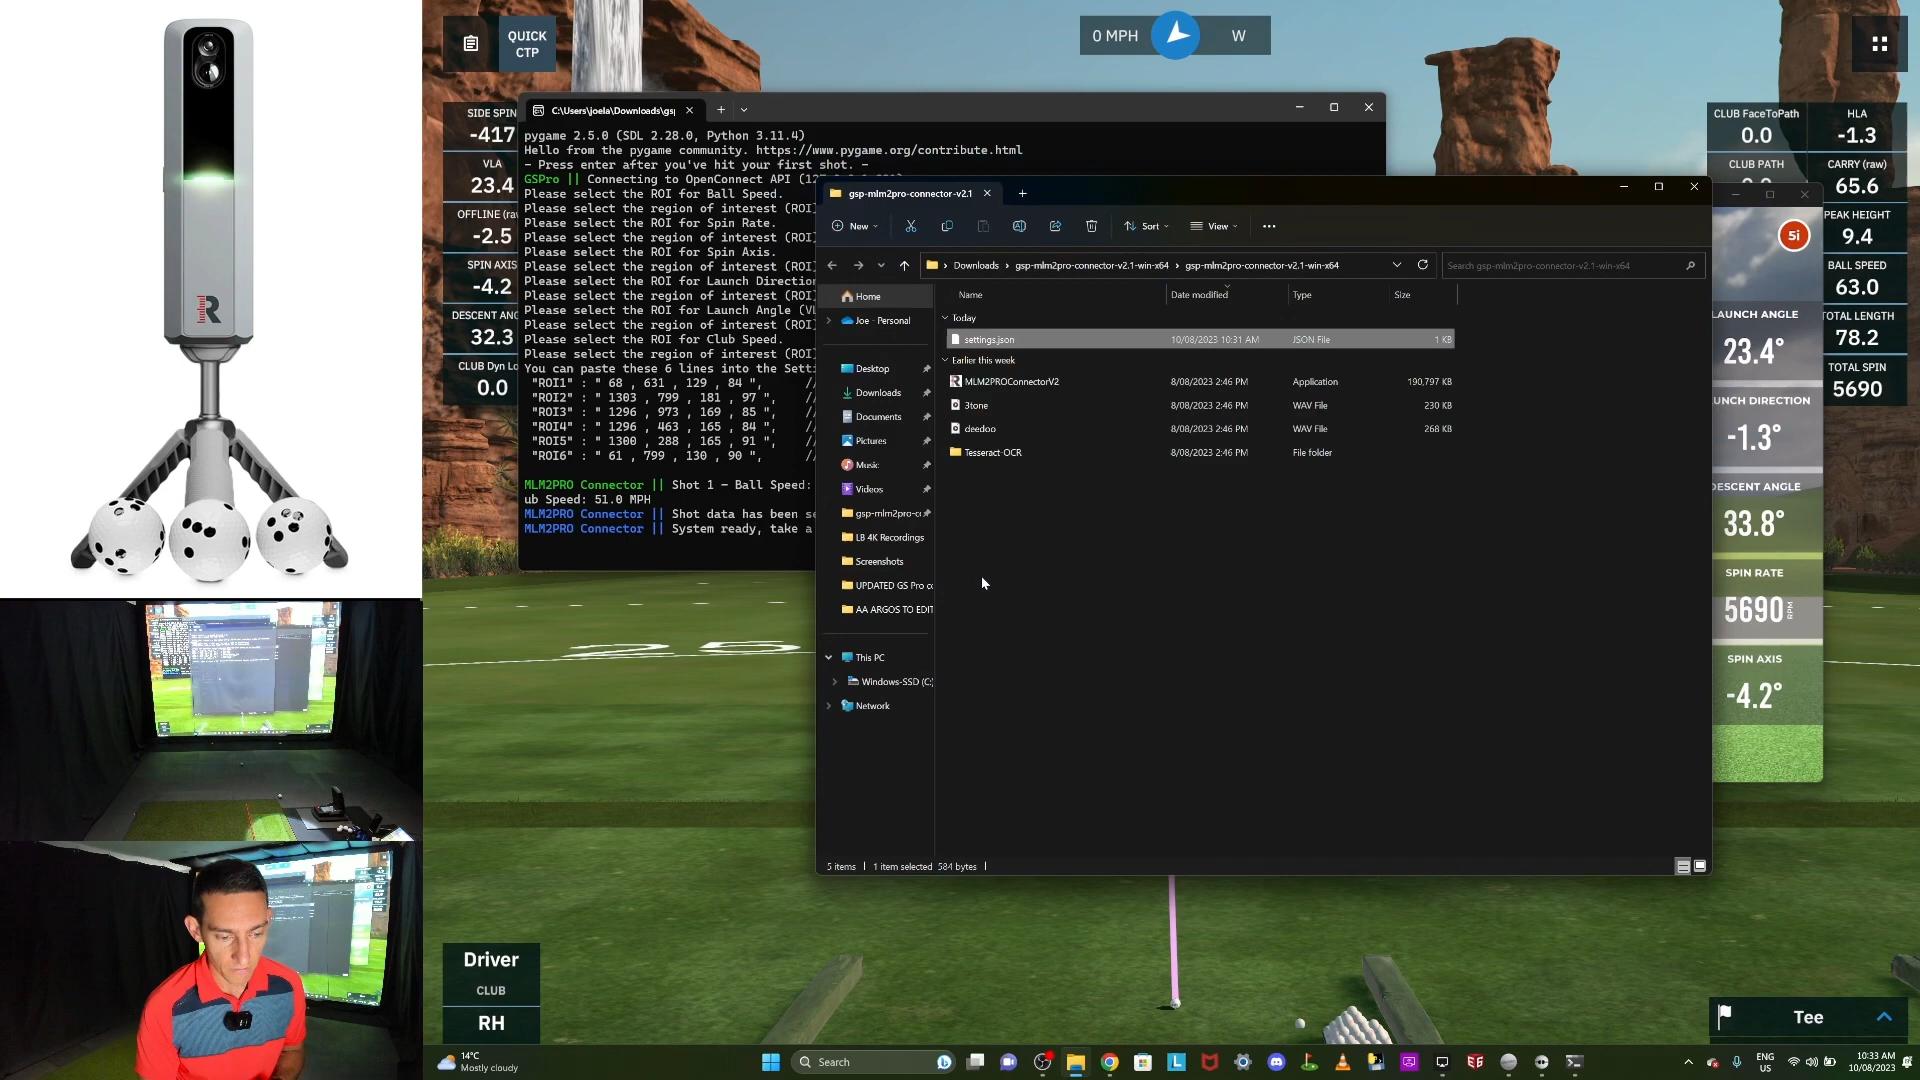 QUICK
CTP
0 MPH
W
SIDE SPIN
-417
VLA
23.4
OFFLINE (raw
-2.5
SPIN AXIS
-4.2
DESCENT ANG
32.3
CLUB Dyn Lo
0.0
C:\Users\joela\Downloads\gsp
pygame 2.5.0 (SDL 2.28.0, Python 3.11.4)
Hello from the pygame community. https://www.pygame.org/contribute.html
- Press enter after you've hit your first shot. -
GSPro || Connecting to OpenConnect API
Please select the ROI for Ball Speed.
Please select the region of interest (ROI)
Please select the ROI for Spin Rate.
Please select the region of interest (ROI)
Please select the ROI for Spin Axis.
Please select the region of interest (ROI)
Please select the ROI for Launch Direction
Please select the region of interest (ROI)
Please select the ROI for Launch Angle (VL
Please select the region of interest (ROI)
Please select the ROI for Club Speed.
Please select the region of interest (ROI)
You can paste these 6 lines into the Setti
"ROI1" : " 68 , 631 , 129 , 84 ", //
"ROI2" : " 1303 , 799 , 181 , 97 ", //
"ROI3" : " 1296 , 973 , 169 , 85 ", //
"ROI4" : " 1296 , 463 , 165 , 84 ", //
"ROI5" : " 1300 , 288 , 165 , 91 ", //
"ROI6" : " 61 , 799 , 130 , 90 ", //
MLM2PRO Connector || Shot 1 - Ball Speed:
ub Speed: 51.0 MPH
MLM2PRO Connector || Shot data has been se
MLM2PRO Connector || System ready, take a
gsp-mlm2pro-connector-v2.1
New
Sort
View
Downloads
gsp-mlm2pro-connector-v2.1-win-x64
gsp-mlm2pro-connector-v2.1-win-x64
Search gsp-mlm2pro-connector-v2.1-win-x64
Home
Joe - Personal
Desktop
Downloads
Documents
Pictures
Music
Videos
gsp-mlm2pro-c
LB 4K Recordings
Screenshots
UPDATED GS Pro c
AA ARGOS TO EDIT
This PC
Windows-SSD (C:)
Network
Name Date modified Type Size
Today
settings.json 10/08/2023 10:31 AM JSON File 1 KB
Earlier this week
MLM2PROConnectorV2 8/08/2023 2:46 PM Application 190,797 KB
3tone 8/08/2023 2:46 PM WAV File 230 KB
deedoo 8/08/2023 2:46 PM WAV File 268 KB
Tesseract-OCR 8/08/2023 2:46 PM File folder
5 items 1 item selected 584 bytes
CLUB FaceToPath
0.0
HLA
-1.3
CLUB PATH
CARRY (raw)
65.6
PEAK HEIGHT
9.4
BALL SPEED
63.0
TOTAL LENGTH
78.2
TOTAL SPIN
5690
5i
LAUNCH ANGLE
23.4°
UNCH DIRECTION
-1.3°
DESCENT ANGLE
33.8°
SPIN RATE
5690 RPM
SPIN AXIS
-4.2°
25
Driver
CLUB
RH
Tee
14°C
Mostly cloudy
Search
ENG
US
10:33 AM
10/08/2023
R